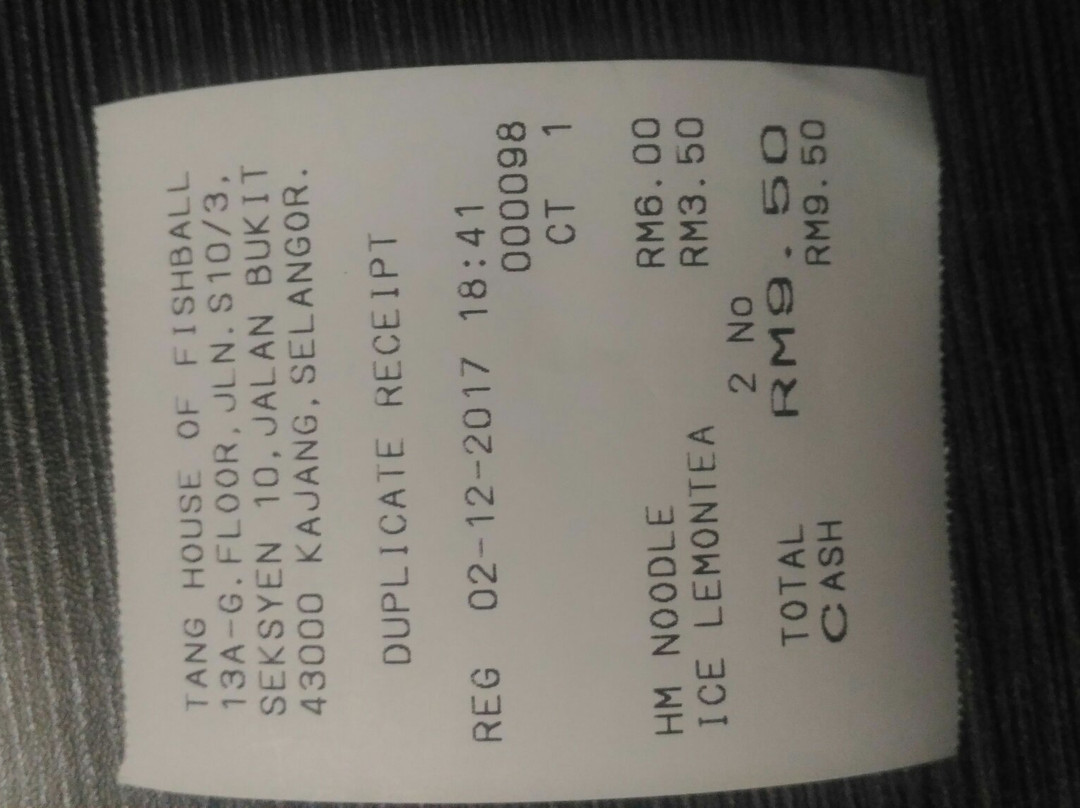 TANG HOUSE OF FISHBALL
13A-G.FLOOR,JLN.S10/3,
SEKSYEN 10,JALAN BUKIT
43000 KAJANG,SELANGOR.
DUPLICATE RECEIPT
REG 02-12-2017 18:41
000098
CT 1
HM NOODLE RM6.00
ICE LEMONTEA RM3.50
2 No
TOTAL RM9.50
CASH RM9.50